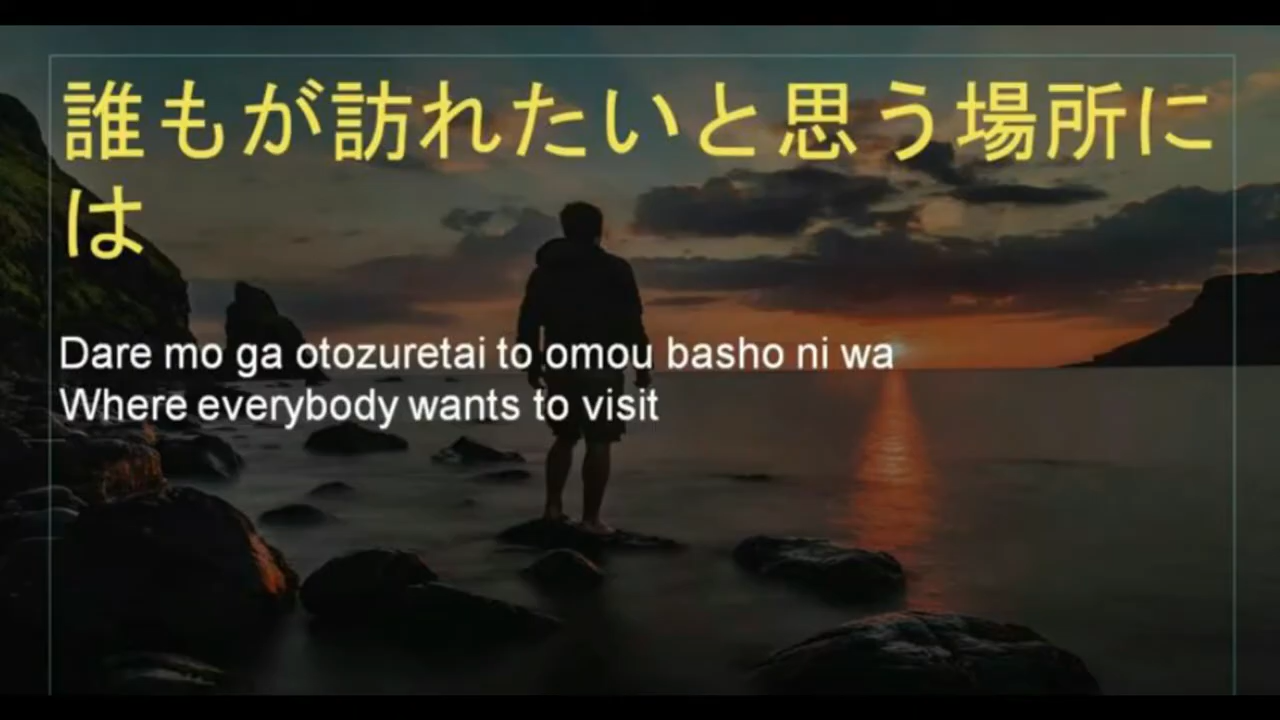 誰もが訪れたいと思う場所に
は
Dare mo ga otozuretai to omou basho ni wa
Where everybody wants to visit